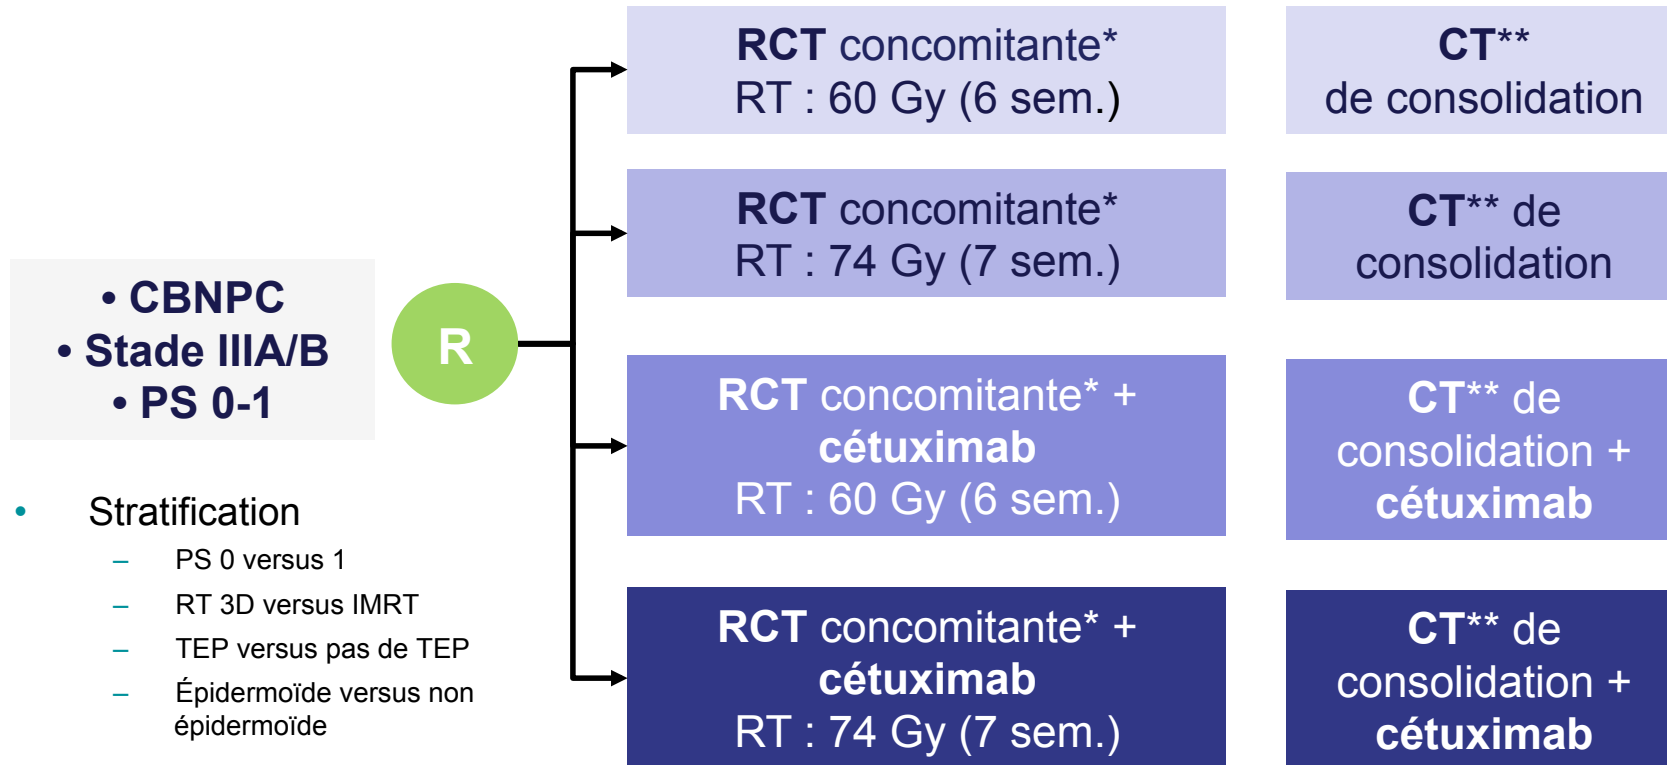 • CBNPC
• Stade IIIA/B
• PS 0-1
R
• Stratification
– PS 0 versus 1
– RT 3D versus IMRT
– TEP versus pas de TEP
– Épidermoïde versus non
épidermoïde
RCT concomitante*
RT : 60 Gy (6 sem.)
CT**
de consolidation
RCT concomitante*
RT : 74 Gy (7 sem.)
CT** de
consolidation
RCT concomitante* +
cétuximab
RT : 60 Gy (6 sem.)
CT** de
consolidation +
cétuximab
RCT concomitante* +
cétuximab
RT : 74 Gy (7 sem.)
CT** de
consolidation +
cétuximab